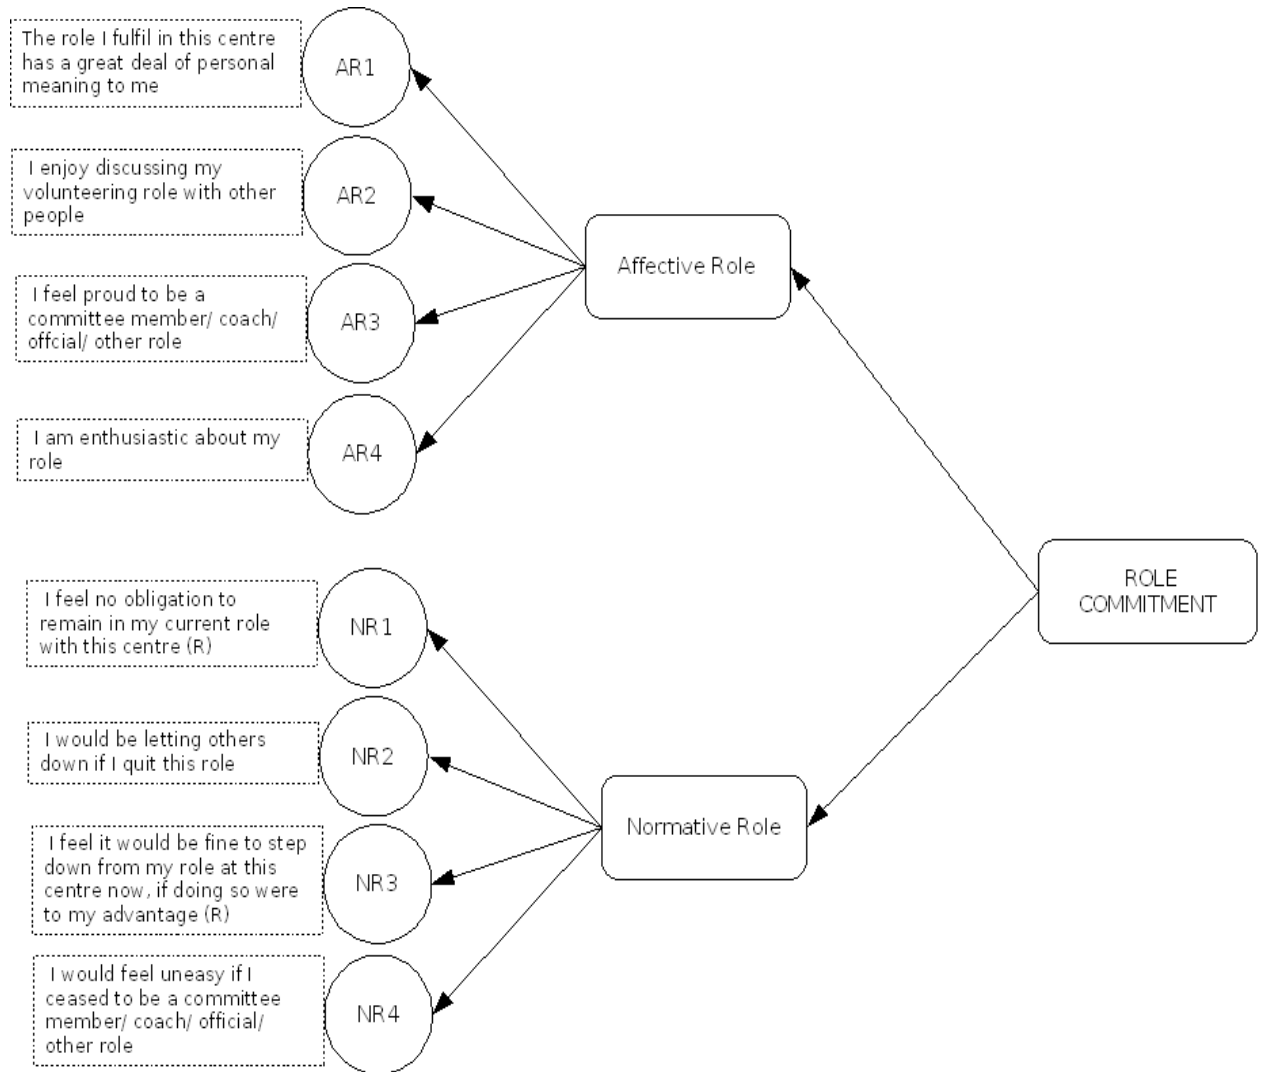 The role I fulfil in this centre
has a great deal of personal
meaning to me
AR1
I enjoy discussing my
volunteering role with other
people
AR2
I feel proud to be a
committee member/ coach/
offcial/ other role
AR3
I am enthusiastic about my
role
AR4
Affective Role
ROLE
COMMITMENT
I feel no obligation to
remain in my current role
with this centre (R)
NR1
I would be letting others
down if I quit this role
NR2
I feel it would be fine to step
down from my role at this
centre now, if doing so were
to my advantage (R)
NR3
I would feel uneasy if I
ceased to be a committee
member/ coach/ official/
other role
NR4
Normative Role